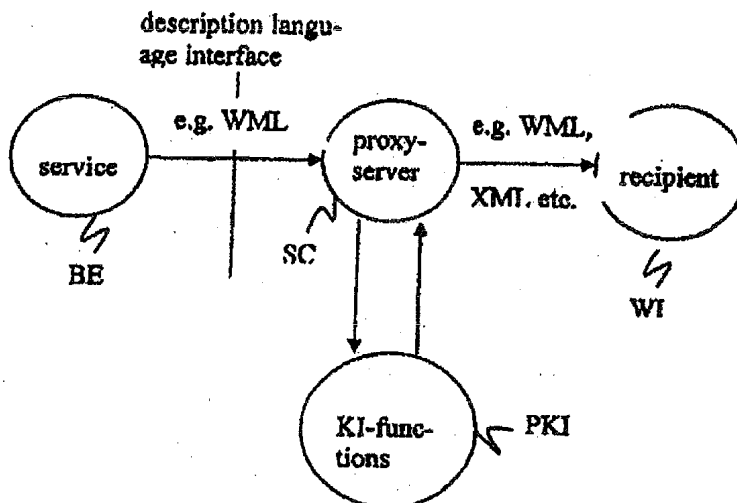 description langu-
age interface
e.g. WML
service
proxy-
server
e.g. WML,
XML etc.
recipient
BE
SC
WI
KI-func-
tions
PKI